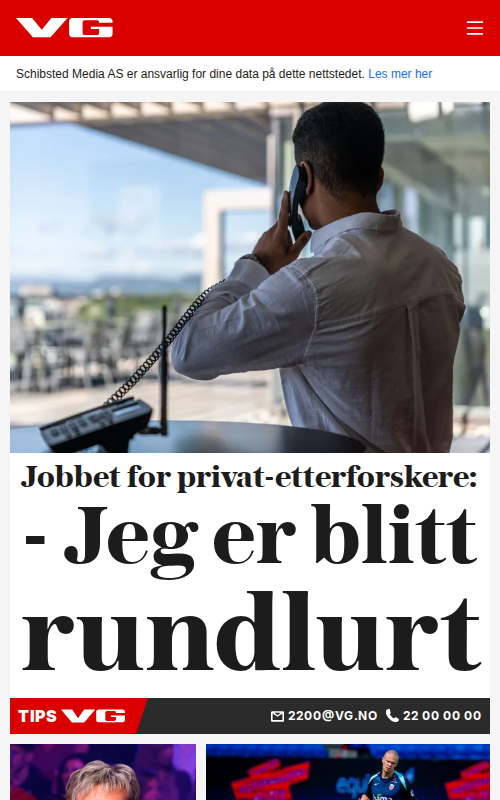 VG
Schibsted Media AS er ansvarlig for dine data på dette nettstedet. Les mer her
Jobbet for privat-etterforskere:
- Jeg er blitt
rundlurt
TIPS VG 2200@VG.NO 22 00 00 00